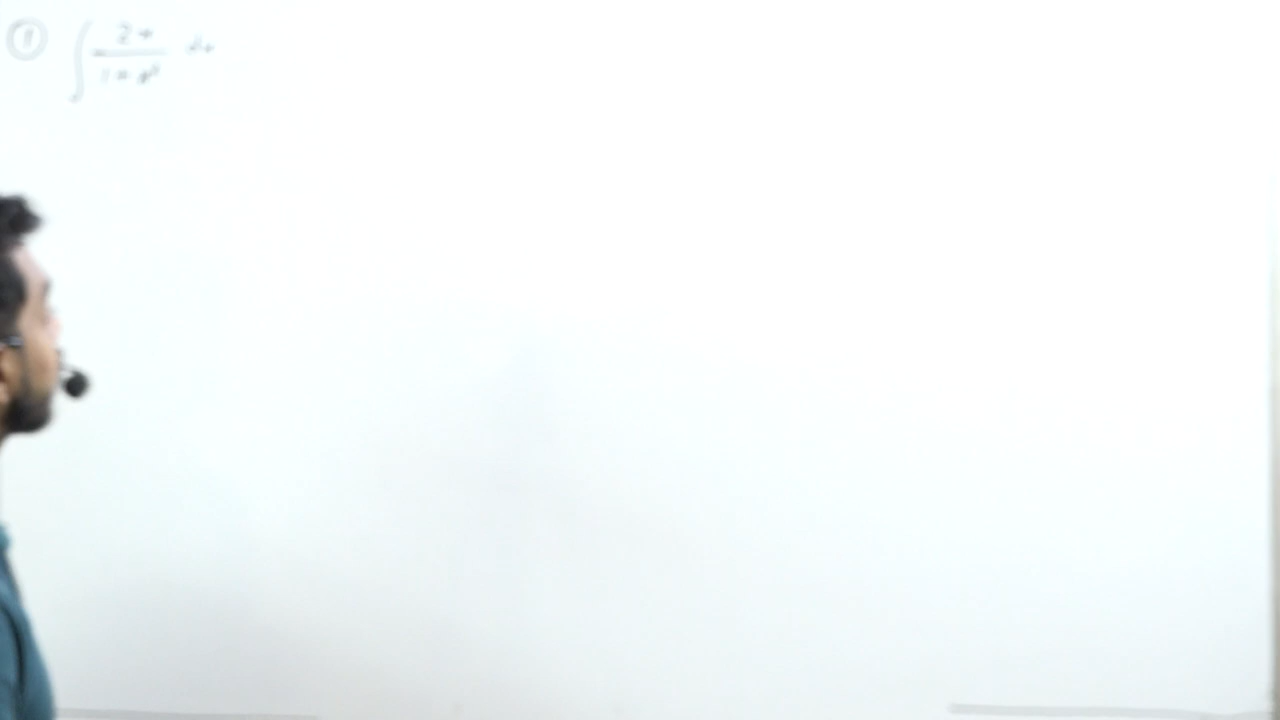 ① ∫ 2x / 1+x² dx